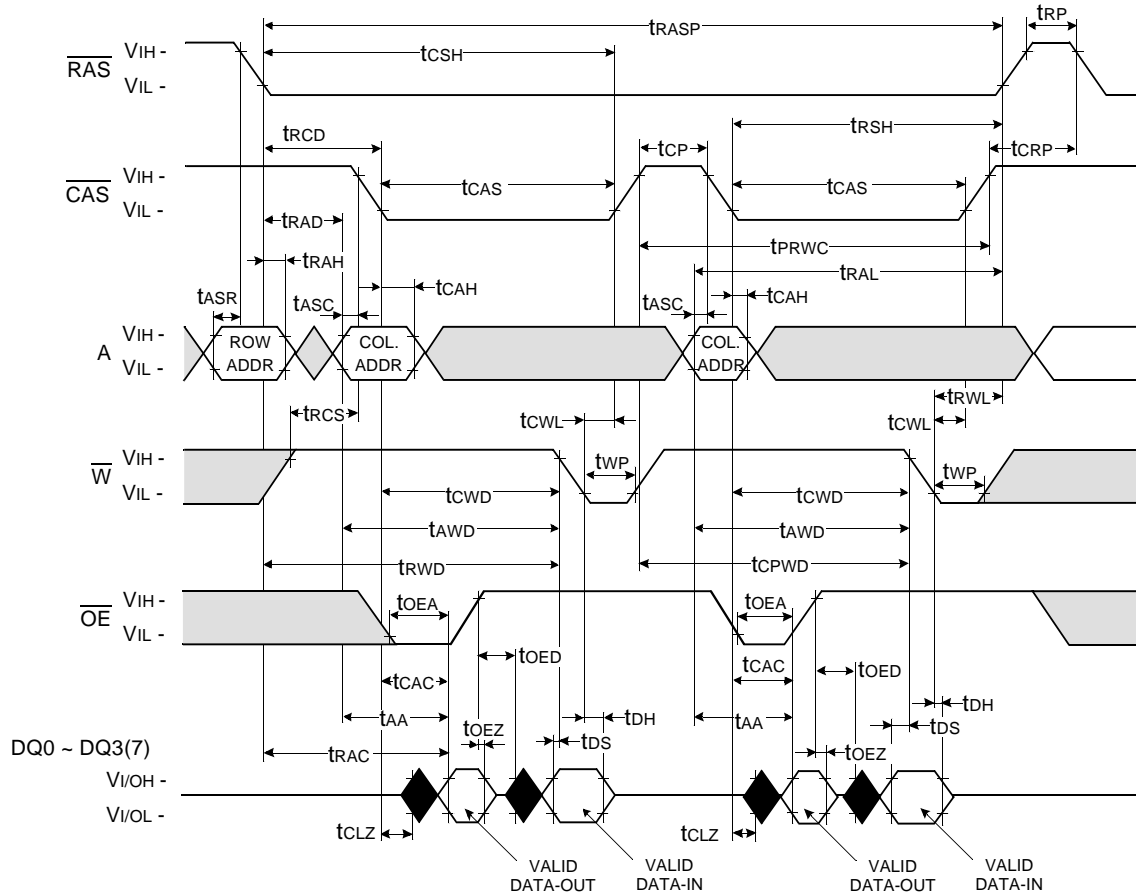 tRASP
tRP
tCSH
RAS
VIH -
VIL -
tRCD
tRSH
tCP
tCRP
CAS
VIH -
VIL -
tCAS
tCAS
tRAD
tPRWC
tRAH
tRAL
tASR
tASC
tCAH
tASC
tCAH
A
VIH -
VIL -
ROW
ADDR
COL.
ADDR
COL.
ADDR
tRCS
tCWL
tRWL
tCWL
W
VIH -
VIL -
tWP
tWP
tCWD
tCWD
tAWD
tAWD
tRWD
tCPWD
OE
VIH -
VIL -
tOEA
tOEA
tOED
tOED
tCAC
tCAC
tAA
tAA
tDH
tDH
tOEZ
tDS
tOEZ
tDS
DQ0 ~ DQ3(7)
tRAC
VI/OH -
VI/OL -
tCLZ
tCLZ
VALID
DATA-OUT
VALID
DATA-IN
VALID
DATA-OUT
VALID
DATA-IN